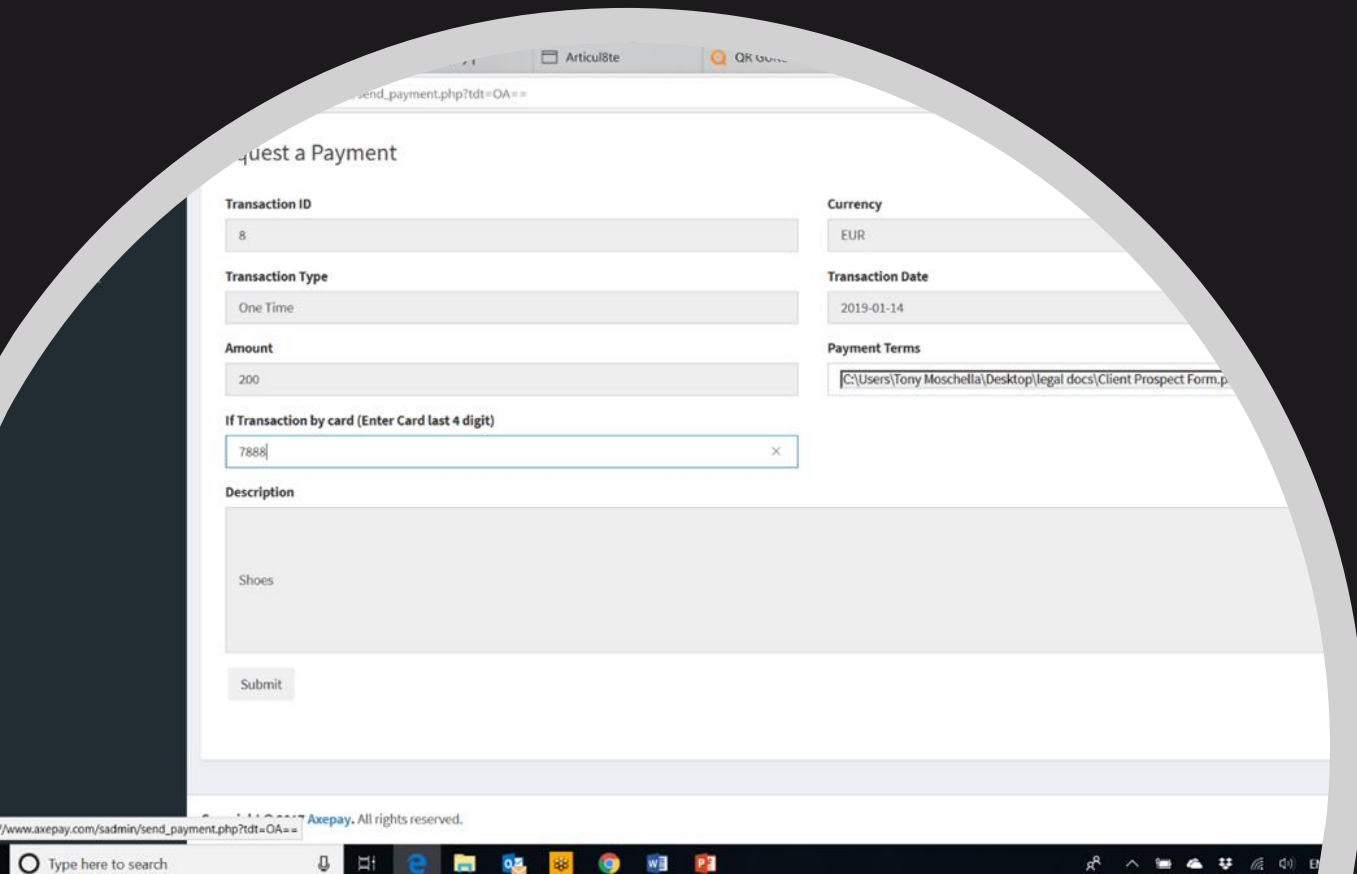 Articul8te
QR
send_payment.php?tdt=OA==
quest a Payment
Transaction ID
Currency
8
EUR
Transaction Type
Transaction Date
One Time
2019-01-14
Amount
Payment Terms
200
C:\Users\Tony Moschella\Desktop\legal docs\Client Prospect Form.p
If Transaction by card (Enter Card last 4 digit)
7888
Description
Shoes
Submit
Axepay. All rights reserved.
//www.axepay.com/sadmin/send_payment.php?tdt=OA==
Type here to search